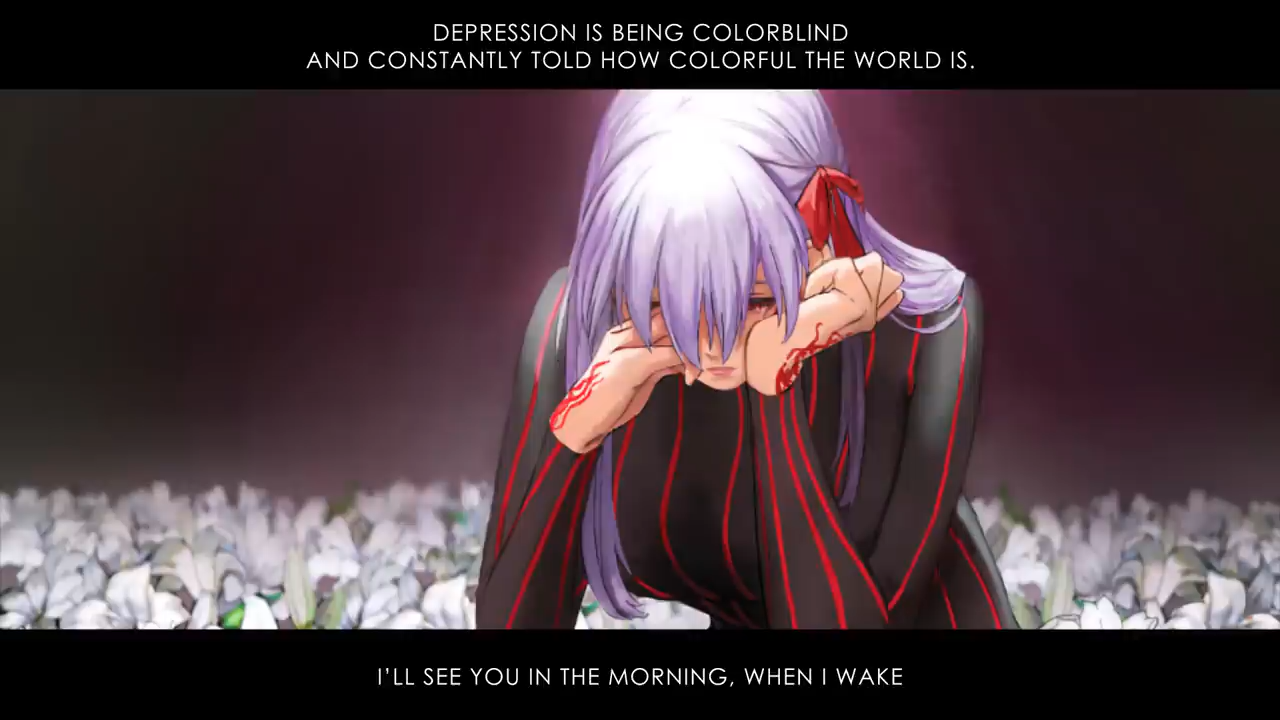 DEPRESSION IS BEING COLORBLIND
AND CONSTANTLY TOLD HOW COLORFUL THE WORLD IS.
I'LL SEE YOU IN THE MORNING, WHEN I WAKE